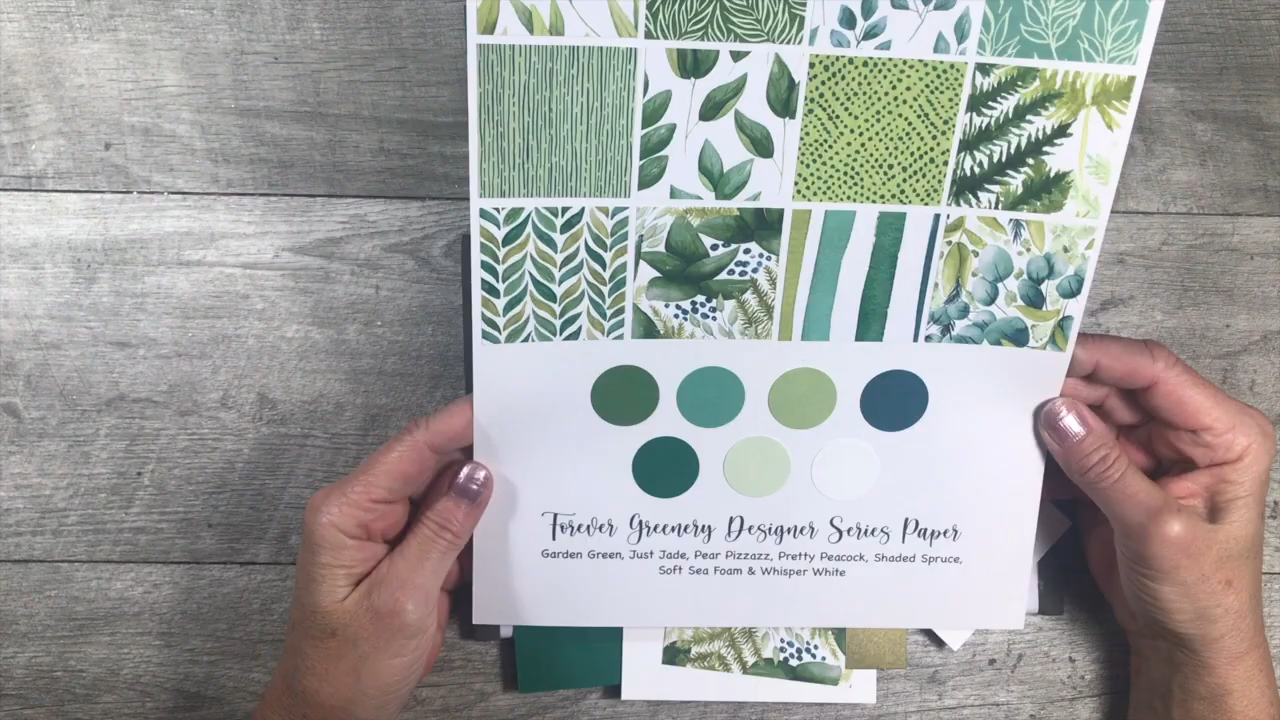 Forever Greenery Designer Series Paper
Garden Green, Just Jade, Pear Pizzazz, Pretty Peacock, Shaded Spruce,
Soft Sea Foam & Whisper White